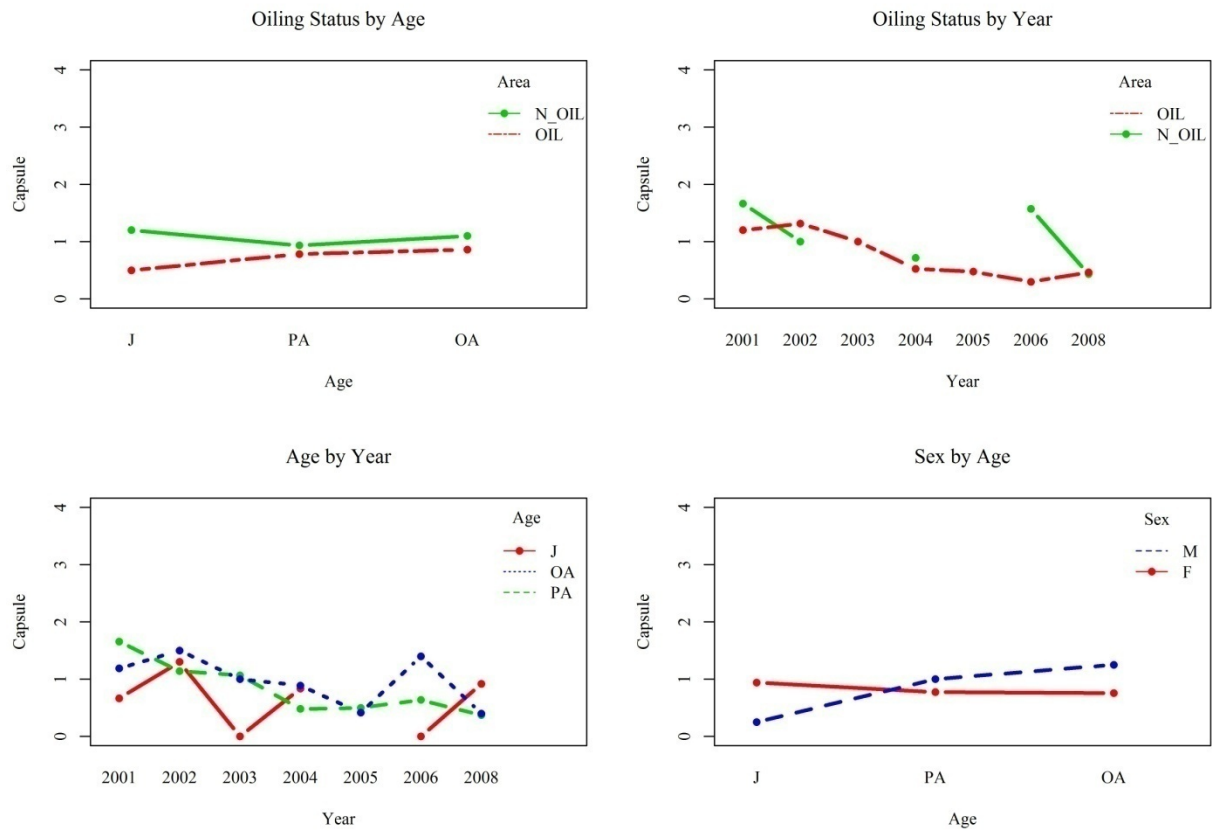 Oiling Status by Age
Capsule
4
3
2
1
0
Area
N_OIL
OIL
J PA OA
Age
Oiling Status by Year
Capsule
4
3
2
1
0
Area
OIL
N_OIL
2001 2002 2003 2004 2005 2006 2008
Year
Age by Year
Capsule
4
3
2
1
0
Age
J
OA
PA
2001 2002 2003 2004 2005 2006 2008
Year
Sex by Age
Capsule
4
3
2
1
0
Sex
M
F
J PA OA
Age